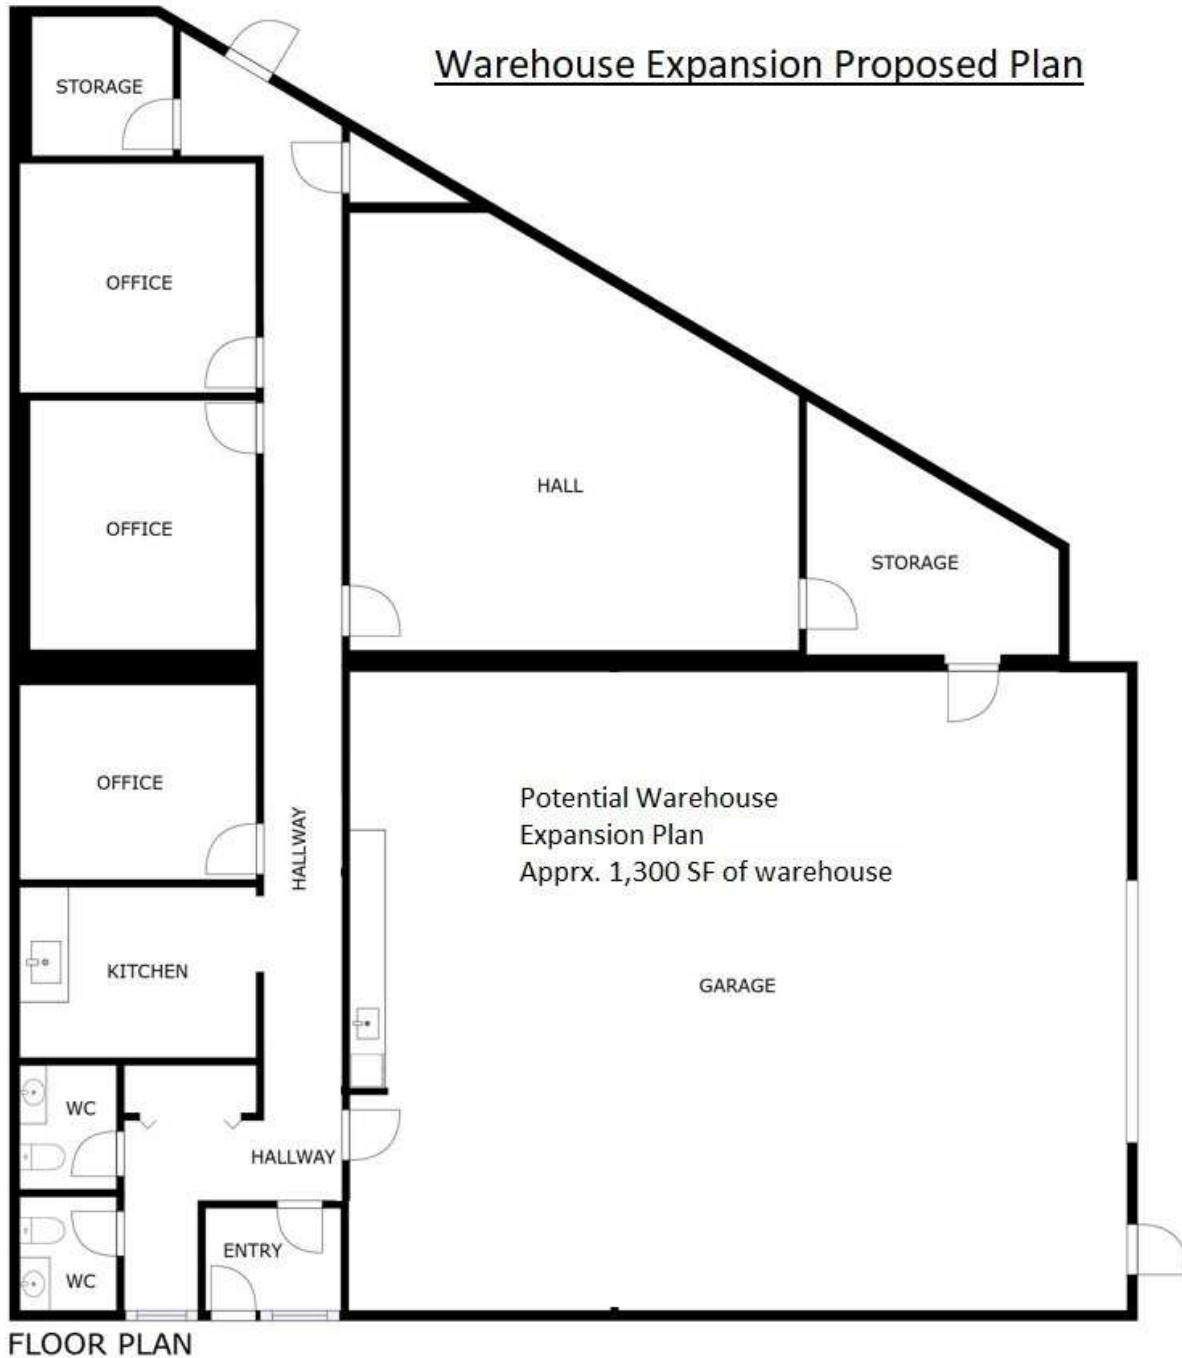 Warehouse Expansion Proposed Plan
STORAGE
OFFICE
HALL
OFFICE
STORAGE
OFFICE
HALLWAY
Potential Warehouse
Expansion Plan
Apprx. 1,300 SF of warehouse
KITCHEN
GARAGE
WC
HALLWAY
ENTRY
WC
FLOOR PLAN